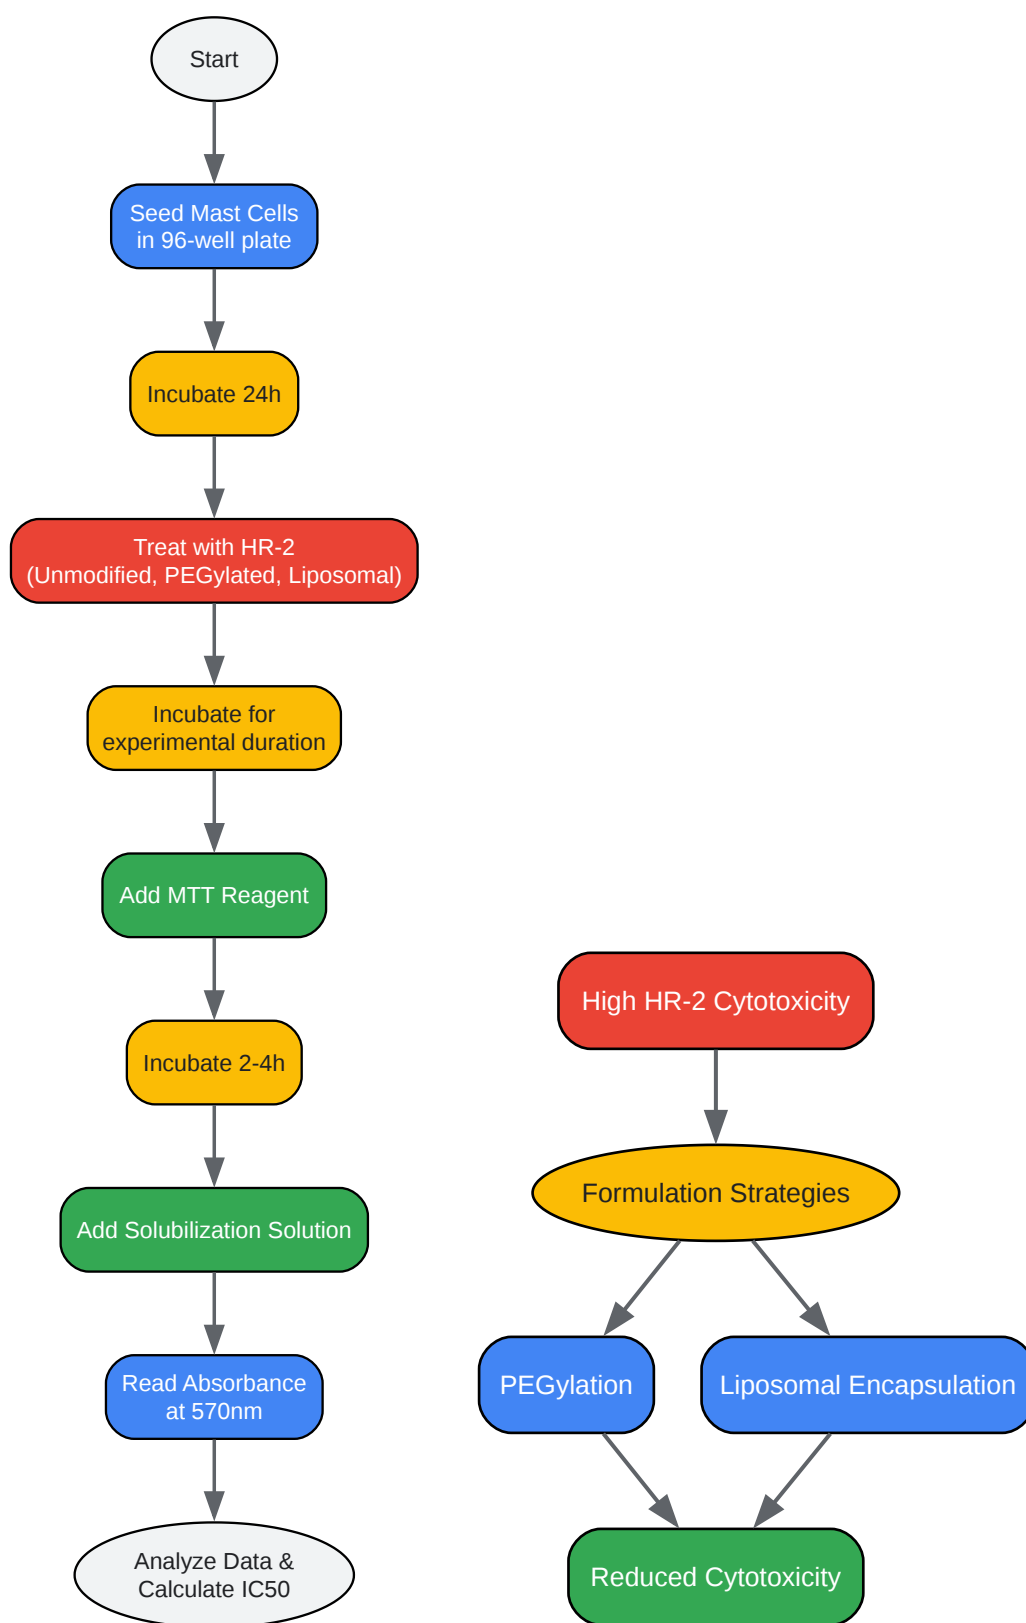 Start
Seed Mast Cells
in 96-well plate
Incubate 24h
Treat with HR-2
(Unmodified, PEGylated, Liposomal)
Incubate for
experimental duration
Add MTT Reagent
Incubate 2-4h
Add Solubilization Solution
Read Absorbance
at 570nm
Analyze Data &
Calculate IC50
High HR-2 Cytotoxicity
Formulation Strategies
PEGylation
Liposomal Encapsulation
Reduced Cytotoxicity